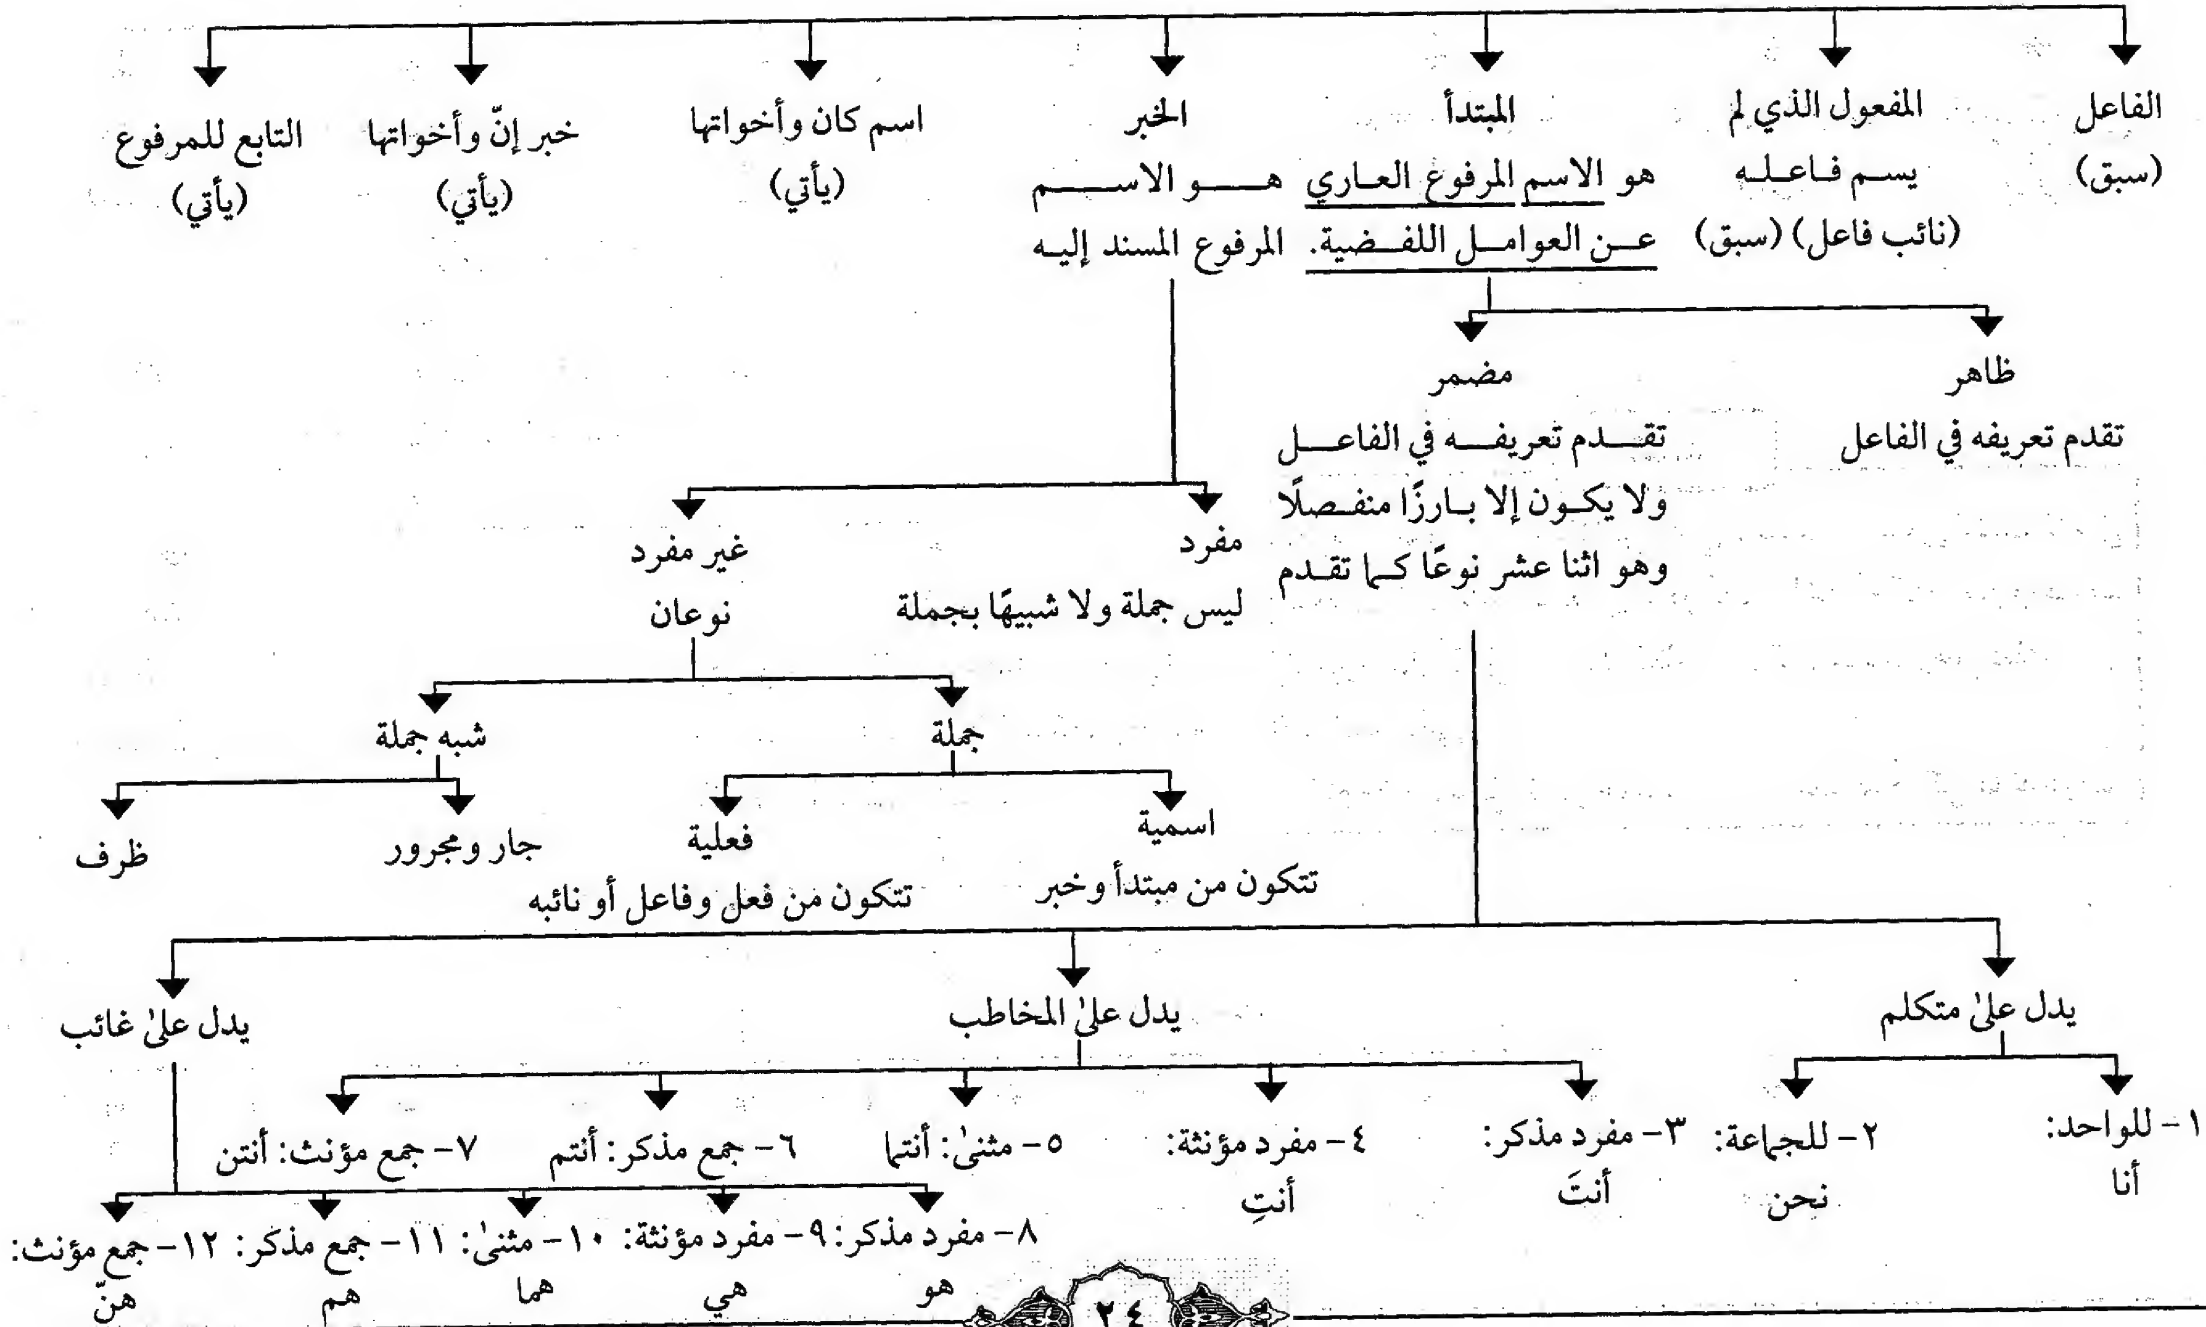 الفاعل
(سبق)
المفعول الذي لم
يسم فاعله
(نائب فاعل) (سبق)
المبتدأ
هو الاسم المرفوع العاري
عن العوامل اللفضية.
الخبر
هو الاسم
المرفوع المسند إليه
اسم كان وأخواتها
(يأتي)
خبر إنّ وأخواتها
(يأتي)
التابع للمرفوع
(يأتي)
ظاهر
تقدم تعريفه في الفاعل
مضمر
تقدم تعريفه في الفاعل
ولا يكون إلا بارزًا منفصلًا
وهو اثنا عشر نوعًا كما تقدم
مفرد
ليس جملة ولا شبيهًا بجملة
غير مفرد
نوعان
جملة
شبه جملة
اسمية
تتكون من مبتدأ وخبر
فعلية
تتكون من فعل وفاعل أو نائبه
جار ومجرور
ظرف
يدل علىٰ متكلم
يدل علىٰ المخاطب
يدل علىٰ غائب
١- للواحد:
أنا
٢- للجماعة:
نحن
٣- مفرد مذكر:
أنتَ
٤- مفرد مؤنثة:
أنتِ
٥- مثنىٰ: أنتما
٦- جمع مذكر: أنتم
٧- جمع مؤنث: أنتن
٨- مفرد مذكر:
هو
٩- مفرد مؤنثة:
هي
١٠- مثنىٰ:
هما
١١- جمع مذكر:
هم
١٢- جمع مؤنث:
هنّ
٢٤